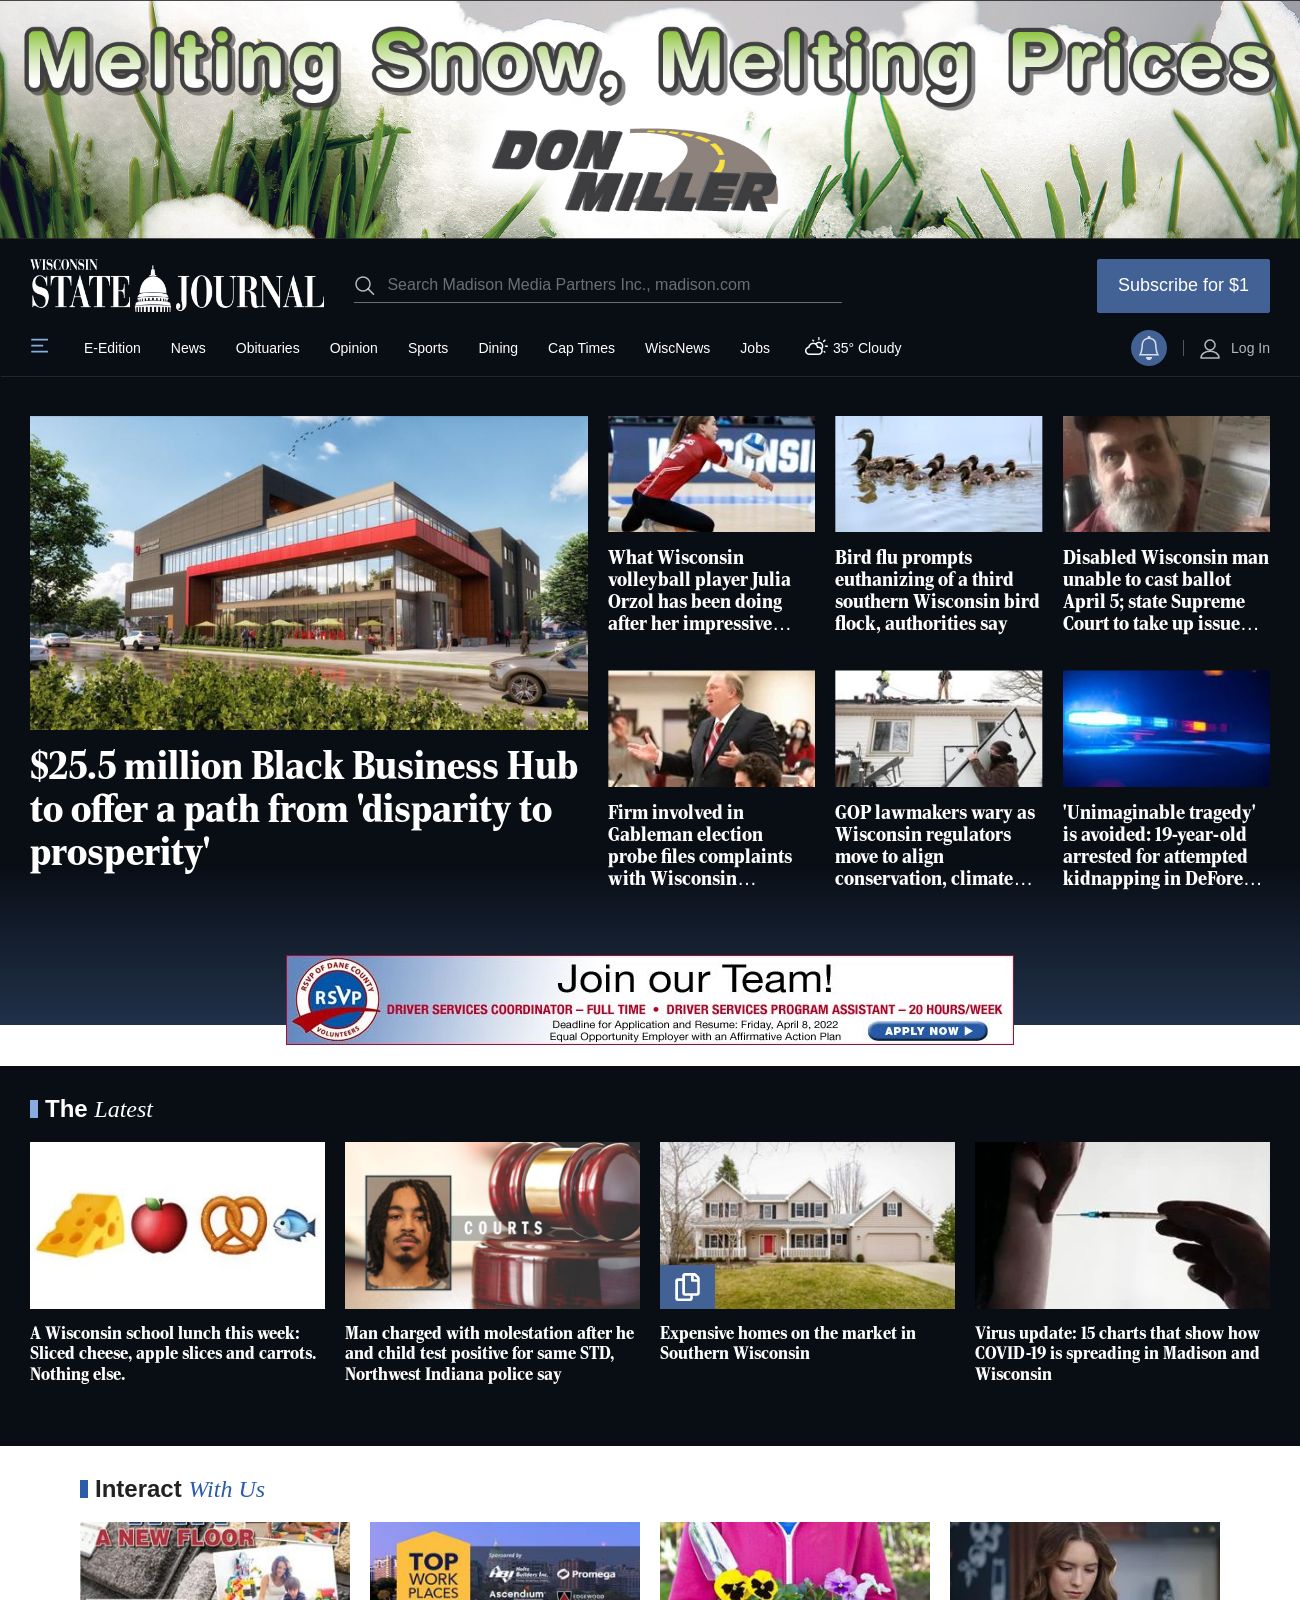 Melting Snow, Melting Prices
DON
MILLER
WISCONSIN
STATE JOURNAL
Search Madison Media Partners Inc., madison.com
Subscribe for $1
E-Edition
News
Obituaries
Opinion
Sports
Dining
Cap Times
WiscNews
Jobs
35° Cloudy
Log In
$25.5 million Black Business Hub
to offer a path from 'disparity to
prosperity'
What Wisconsin
volleyball player Julia
Orzol has been doing
after her impressive…
Bird flu prompts
euthanizing of a third
southern Wisconsin bird
flock, authorities say
Disabled Wisconsin man
unable to cast ballot
April 5; state Supreme
Court to take up issue…
Firm involved in
Gableman election
probe files complaints
with Wisconsin…
GOP lawmakers wary as
Wisconsin regulators
move to align
conservation, climate…
'Unimaginable tragedy'
is avoided: 19-year-old
arrested for attempted
kidnapping in DeFore…
RSVP OF DANE COUNTY
RSVP
VOLUNTEERS
Join our Team!
DRIVER SERVICES COORDINATOR – FULL TIME • DRIVER SERVICES PROGRAM ASSISTANT – 20 HOURS/WEEK
Deadline for Application and Resume: Friday, April 8, 2022
Equal Opportunity Employer with an Affirmative Action Plan
APPLY NOW
The Latest
COURTS
A Wisconsin school lunch this week:
Sliced cheese, apple slices and carrots.
Nothing else.
Man charged with molestation after he
and child test positive for same STD,
Northwest Indiana police say
Expensive homes on the market in
Southern Wisconsin
Virus update: 15 charts that show how
COVID-19 is spreading in Madison and
Wisconsin
Interact With Us
A NEW FLOOR
TOP
WORK
PLACES
Sponsored by
Promega
Ascendium
EDGEWOOD